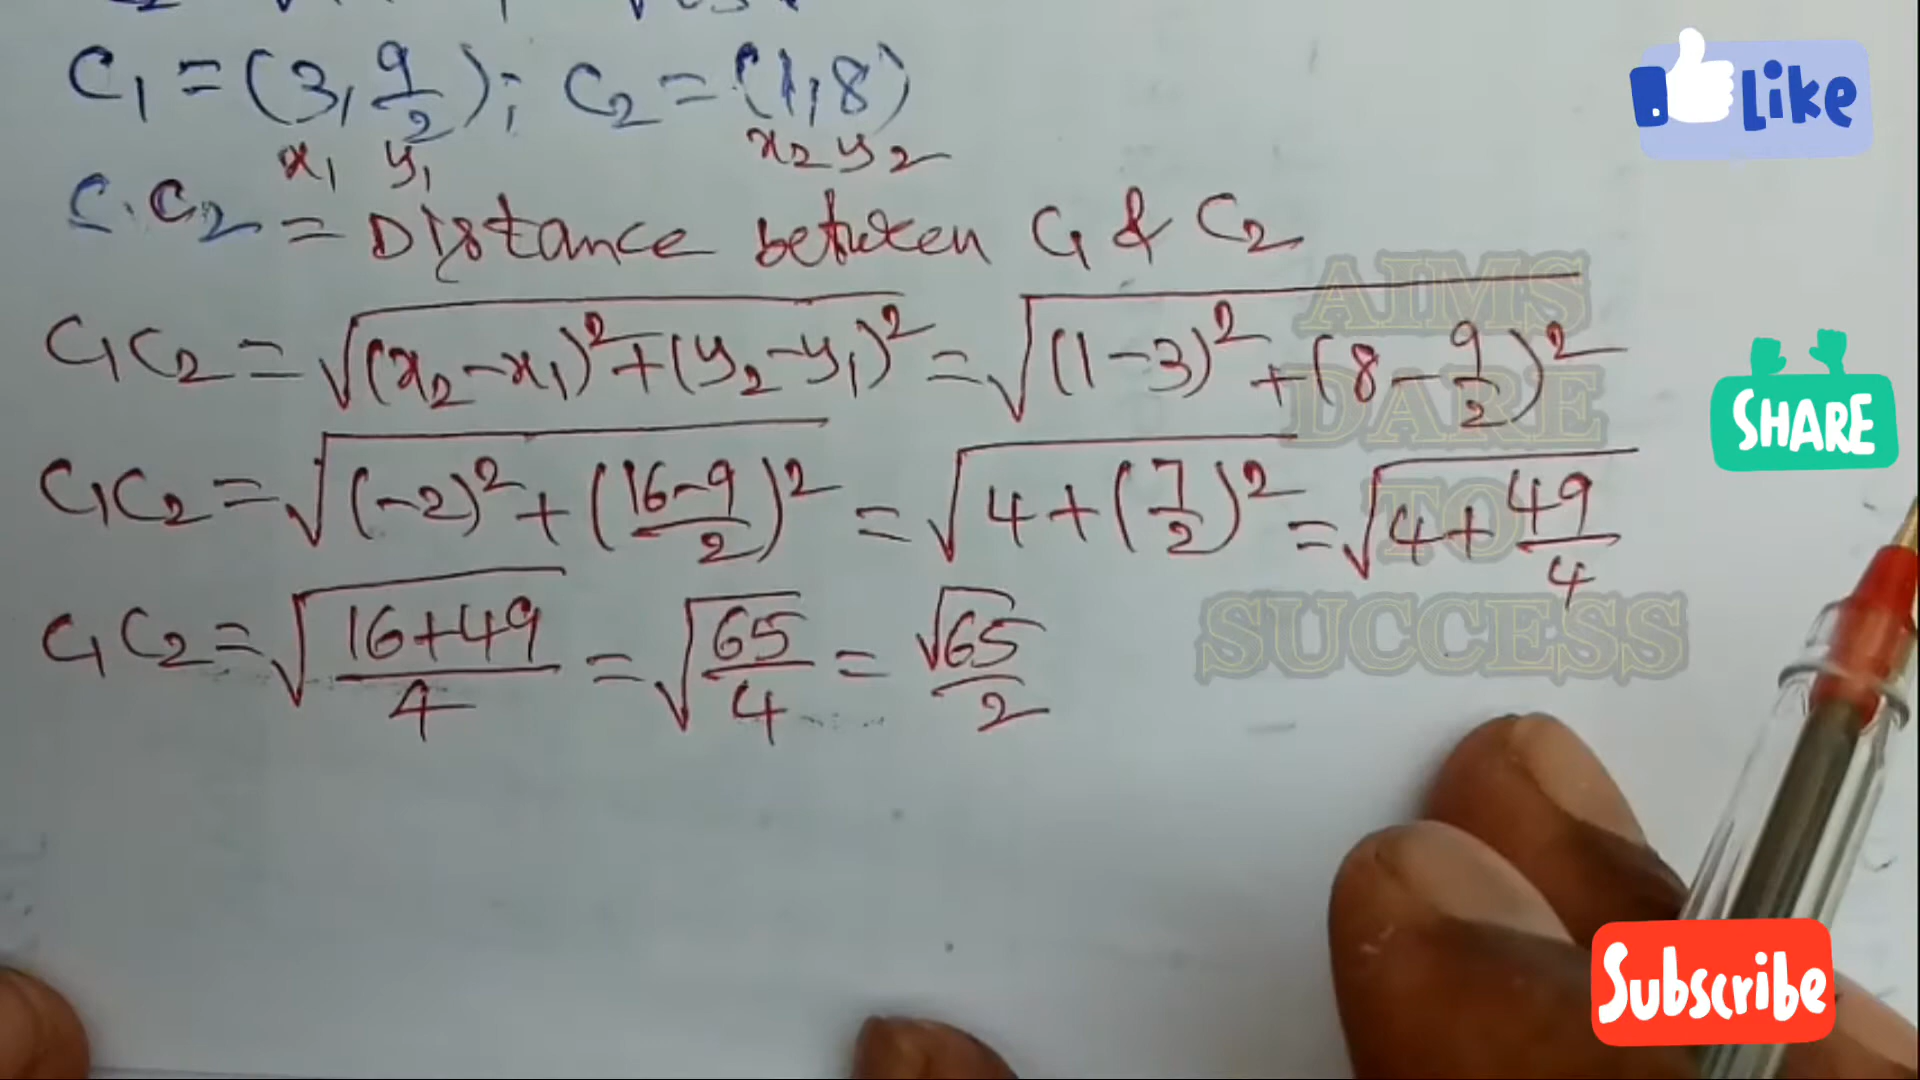 C₁ = (3, 9/2); C₂ = (1, 8)
x₁ y₁ x₂ y₂
C₁C₂ = Distance between C₁ & C₂
C₁C₂ = √((x₂-x₁)²+(y₂-y₁)²) = √((1-3)²+(8-9/2)²)
C₁C₂ = √((-2)²+((16-9)/2)²) = √(4+(7/2)²) = √(4+49/4)
C₁C₂ = √((16+49)/4) = √(65/4) = √65/2
AIMS
DARE
TO
SUCCESS
Like
SHARE
Subscribe